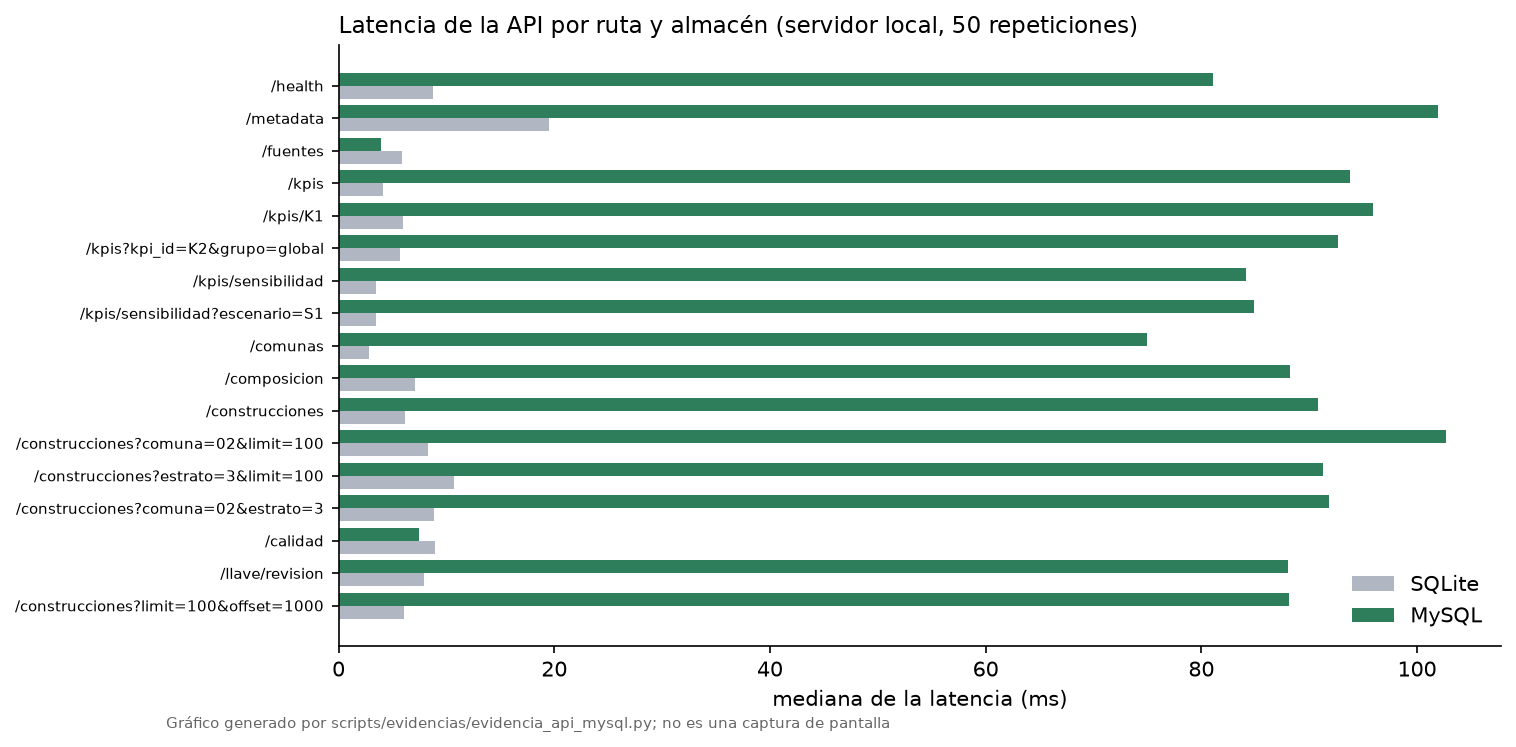 Latencia de la API por ruta y almacén (servidor local, 50 repeticiones)
/health
/metadata
/fuentes
/kpis
/kpis/K1
/kpis?kpi_id=K2&grupo=global
/kpis/sensibilidad
/kpis/sensibilidad?escenario=S1
/comunas
/composicion
/construcciones
/construcciones?comuna=02&limit=100
/construcciones?estrato=3&limit=100
/construcciones?comuna=02&estrato=3
/calidad
/llave/revision
/construcciones?limit=100&offset=1000
SQLite
MySQL
0 20 40 60 80 100
mediana de la latencia (ms)
Gráfico generado por scripts/evidencias/evidencia_api_mysql.py; no es una captura de pantalla